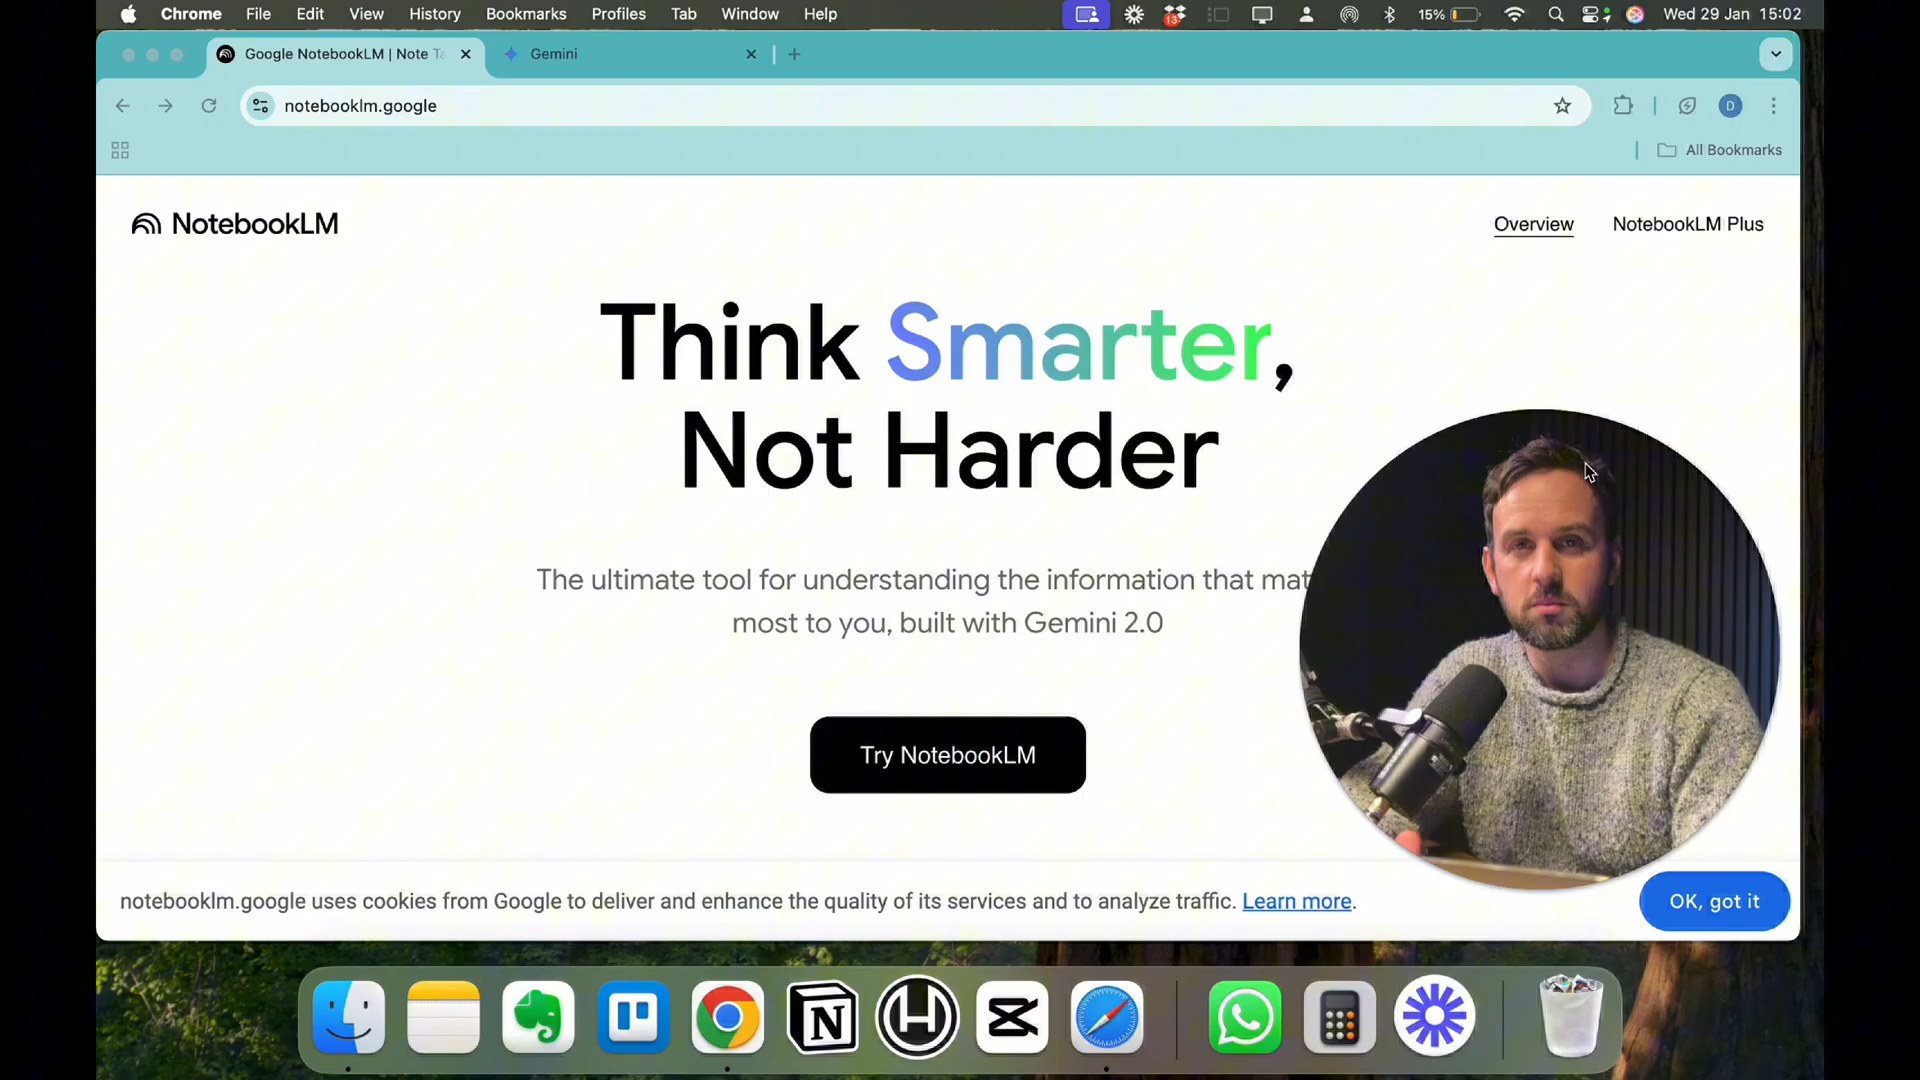 Chrome File Edit View History Bookmarks Profiles Tab Window Help 13 15% Wed 29 Jan 15:02
Google NotebookLM | Note Ta Gemini
notebooklm.google D
All Bookmarks
NotebookLM Overview NotebookLM Plus
Think Smarter,
Not Harder
The ultimate tool for understanding the information that mat
most to you, built with Gemini 2.0
Try NotebookLM
notebooklm.google uses cookies from Google to deliver and enhance the quality of its services and to analyze traffic. Learn more. OK, got it